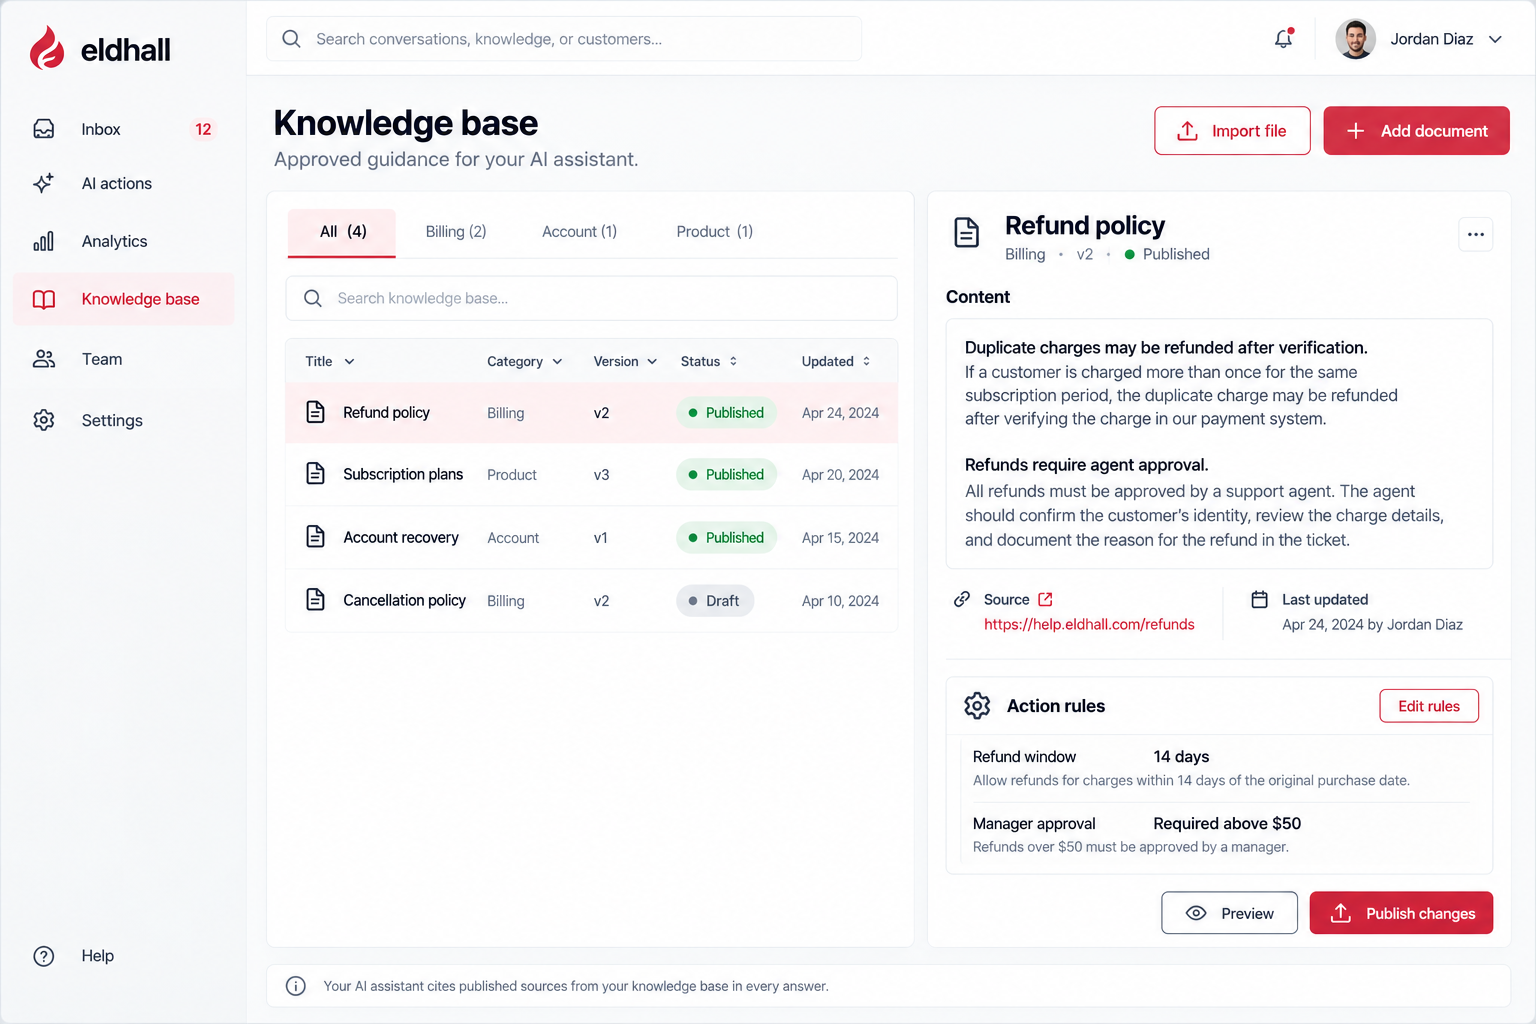 eldhall
Search conversations, knowledge, or customers...
Jordan Diaz
Inbox 12
AI actions
Analytics
Knowledge base
Team
Settings
Help
Knowledge base
Approved guidance for your AI assistant.
Import file
Add document
All (4)
Billing (2)
Account (1)
Product (1)
Search knowledge base...
Title Category Version Status Updated
Refund policy Billing v2 Published Apr 24, 2024
Subscription plans Product v3 Published Apr 20, 2024
Account recovery Account v1 Published Apr 15, 2024
Cancellation policy Billing v2 Draft Apr 10, 2024
Refund policy
Billing • v2 • Published
Content
Duplicate charges may be refunded after verification.
If a customer is charged more than once for the same
subscription period, the duplicate charge may be refunded
after verifying the charge in our payment system.
Refunds require agent approval.
All refunds must be approved by a support agent. The agent
should confirm the customer's identity, review the charge details,
and document the reason for the refund in the ticket.
Source
https://help.eldhall.com/refunds
Last updated
Apr 24, 2024 by Jordan Diaz
Action rules
Edit rules
Refund window 14 days
Allow refunds for charges within 14 days of the original purchase date.
Manager approval Required above $50
Refunds over $50 must be approved by a manager.
Preview
Publish changes
Your AI assistant cites published sources from your knowledge base in every answer.